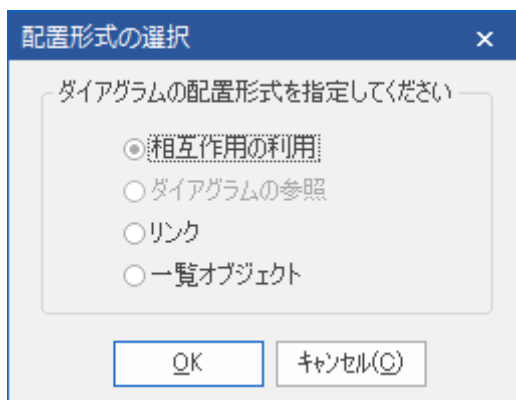 配置形式の選択
ダイアグラムの配置形式を指定してください
相互作用の利用
ダイアグラムの参照
リンク
一覧オブジェクト
OK
キャンセル(C)